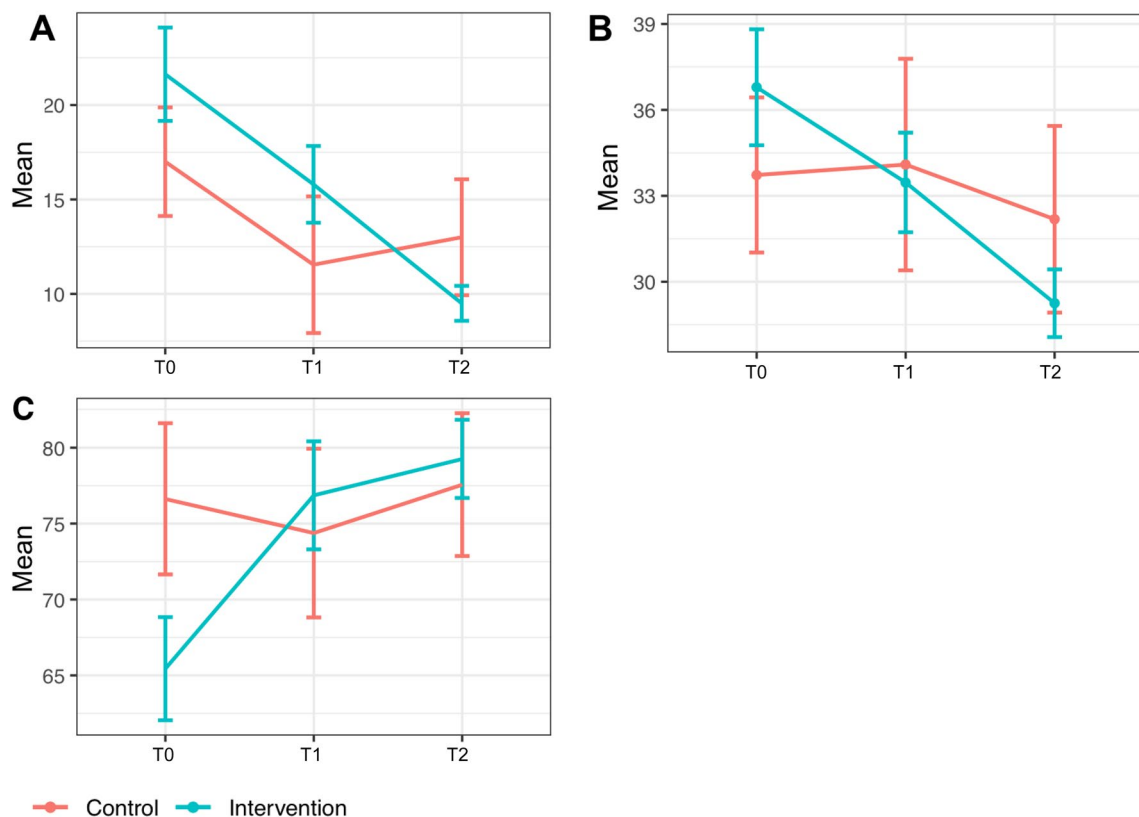 A
Mean
20
15
10
T0 T1 T2
B
Mean
39
36
33
30
T0 T1 T2
C
Mean
80
75
70
65
T0 T1 T2
Control Intervention